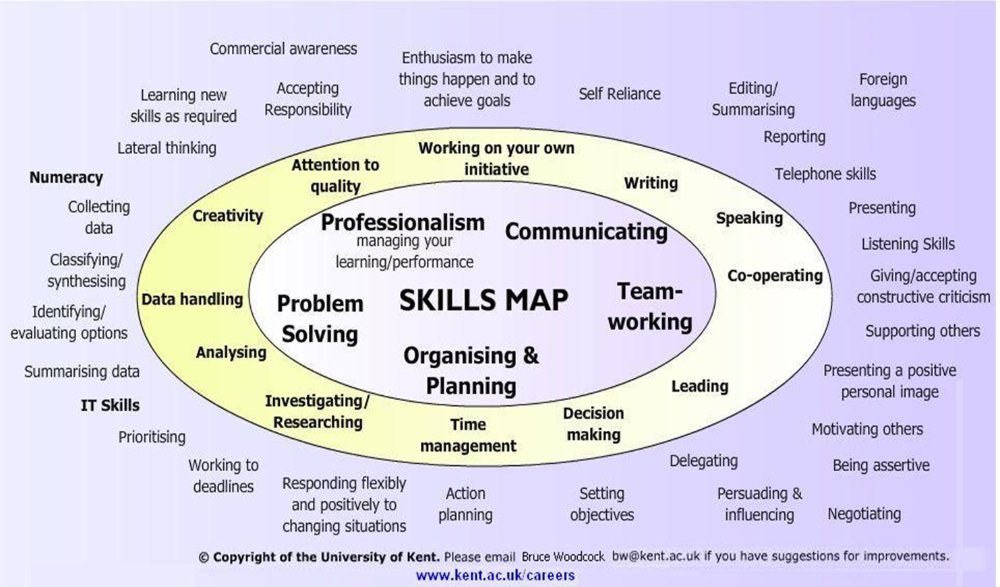 Commercial awareness
Enthusiasm to make
things happen and to
achieve goals
Learning new
skills as required
Accepting
Responsibility
Self Reliance
Editing/
Summarising
Foreign
languages
Lateral thinking
Reporting
Numeracy
Telephone skills
Collecting
data
Presenting
Classifying/
synthesising
Listening Skills
Giving/accepting
constructive criticism
Identifying/
evaluating options
Supporting others
Summarising data
Presenting a positive
personal image
IT Skills
Motivating others
Prioritising
Being assertive
Working to
deadlines
Responding flexibly
and positively to
changing situations
Action
planning
Setting
objectives
Delegating
Persuading &
influencing
Negotiating
Working on your own
initiative
Attention to
quality
Writing
Creativity
Speaking
Co-operating
Data handling
Analysing
Leading
Investigating/
Researching
Time
management
Decision
making
Professionalism
managing your
learning/performance
Communicating
Problem
Solving
SKILLS MAP
Team-
working
Organising &
Planning
© Copyright of the University of Kent. Please email Bruce Woodcock bw@kent.ac.uk if you have suggestions for improvements.
www.kent.ac.uk/careers